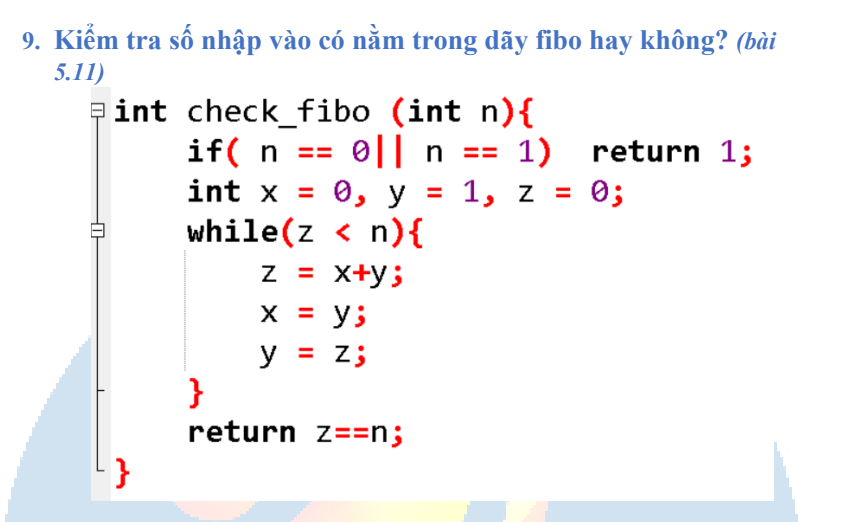 9. Kiểm tra số nhập vào có nằm trong dãy fibo hay không? (bài
5.11)
int check_fibo (int n){
if( n == 0|| n == 1) return 1;
int x = 0, y = 1, z = 0;
while(z < n){
z = x+y;
x = y;
y = z;
}
return z==n;
}